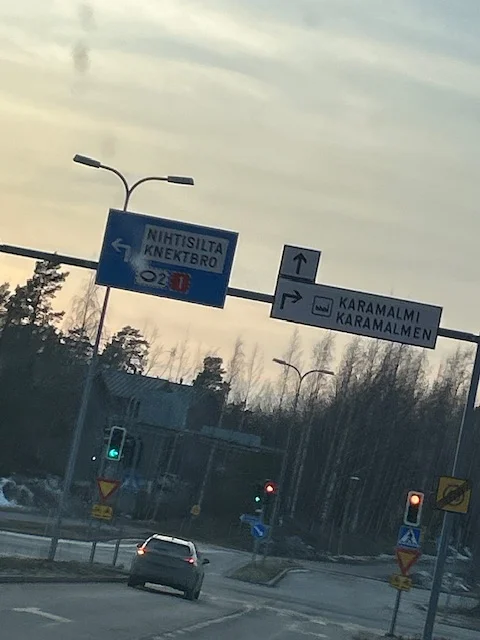 NIHTISILTA
KNEKTBRO
2 1
KARAMALMI
KARAMALMEN